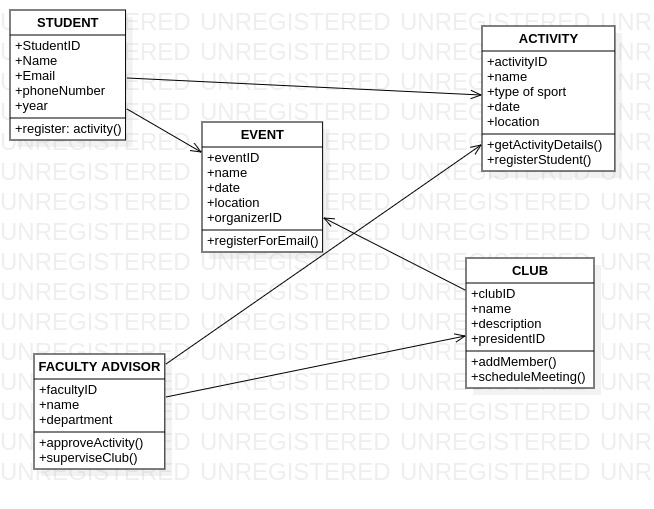 STUDENT
+StudentID
+Name
+Email
+phoneNumber
+year
+register: activity()
ACTIVITY
+activityID
+name
+type of sport
+date
+location
+getActivityDetails()
+registerStudent()
EVENT
+eventID
+name
+date
+location
+organizerID
+registerForEmail()
CLUB
+clubID
+name
+description
+presidentID
+addMember()
+scheduleMeeting()
FACULTY ADVISOR
+facultyID
+name
+department
+approveActivity()
+superviseClub()
UNREGISTERED UNREGISTERED UNREGISTERED UNR